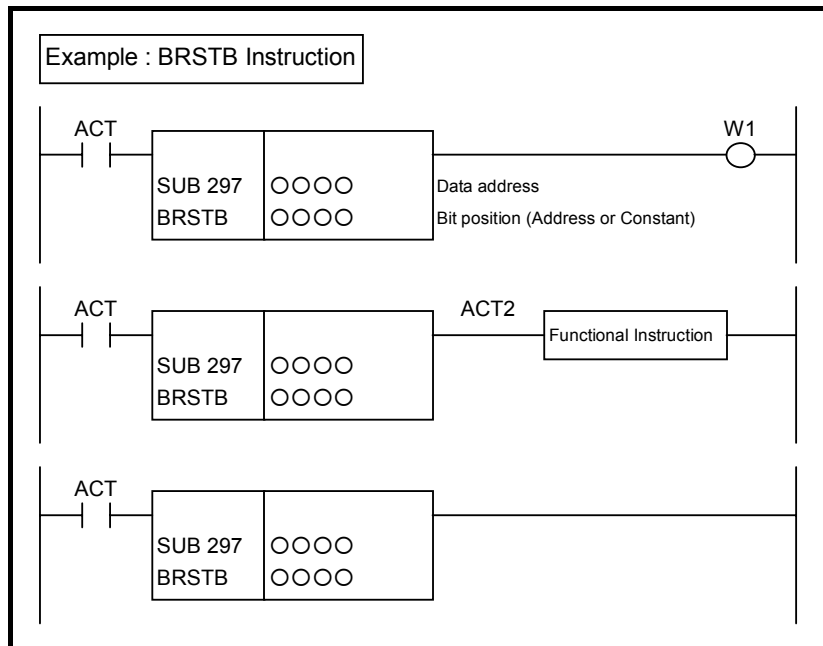 Example : BRSTB Instruction
ACT
W1
SUB 297 ○○○○ Data address
BRSTB ○○○○ Bit position (Address or Constant)
ACT
ACT2
Functional Instruction
SUB 297 ○○○○
BRSTB ○○○○
ACT
SUB 297 ○○○○
BRSTB ○○○○